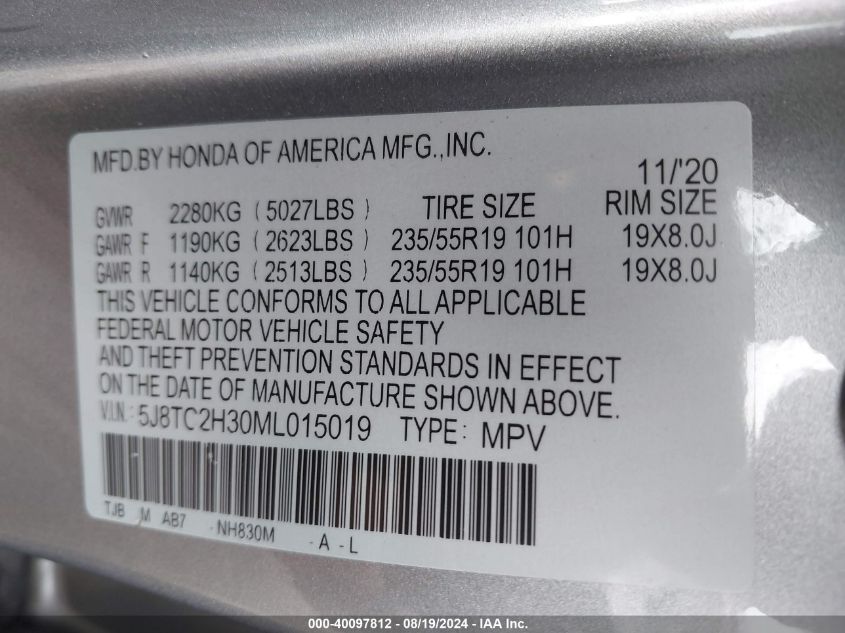 MFD.BY HONDA OF AMERICA MFG.,INC.
11/'20
GVWR 2280KG (5027LBS) TIRE SIZE RIM SIZE
GAWR F 1190KG (2623LBS) 235/55R19 101H 19X8.0J
GAWR R 1140KG (2513LBS) 235/55R19 101H 19X8.0J
THIS VEHICLE CONFORMS TO ALL APPLICABLE
FEDERAL MOTOR VEHICLE SAFETY
AND THEFT PREVENTION STANDARDS IN EFFECT
ON THE DATE OF MANUFACTURE SHOWN ABOVE.
V.I.N.: 5J8TC2H30ML015019 TYPE: MPV
TJB M AB7 -NH830M -A -L
000-40097812 - 08/19/2024 - IAA Inc.